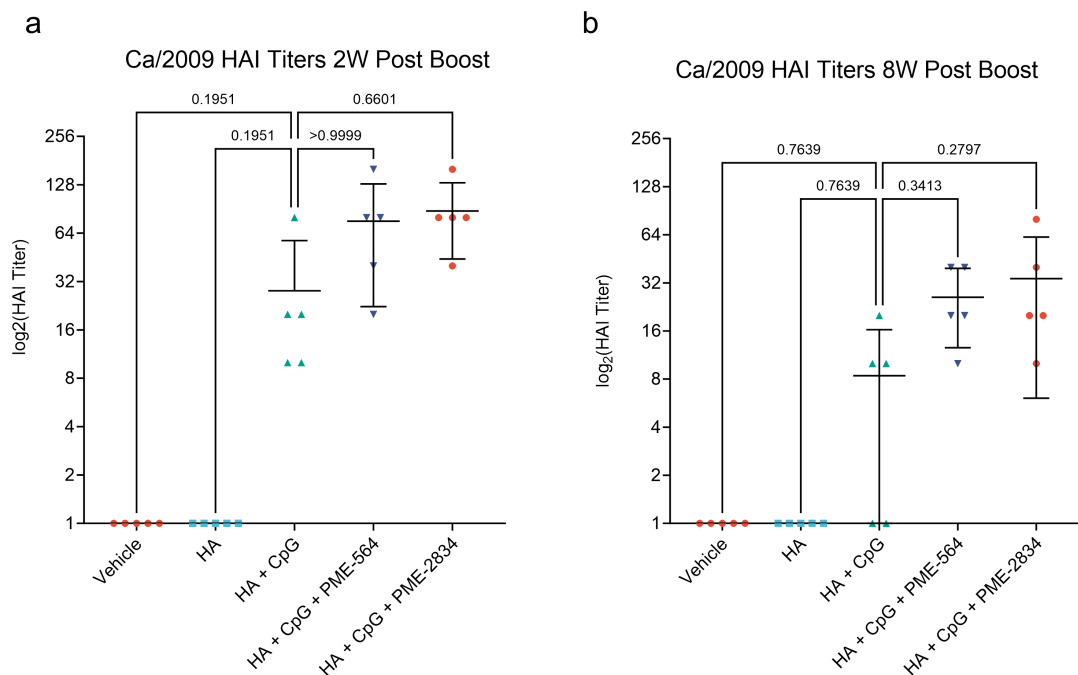 a
Ca/2009 HAI Titers 2W Post Boost
0.1951
0.6601
0.1951
>0.9999
256
128
64
32
16
8
4
2
1
log2(HAI Titer)
Vehicle
HA
HA + CpG
HA + CpG + PME-564
HA + CpG + PME-2834
b
Ca/2009 HAI Titers 8W Post Boost
0.7639
0.2797
0.7639
0.3413
256
128
64
32
16
8
4
2
1
log₂(HAI Titer)
Vehicle
HA
HA + CpG
HA + CpG + PME-564
HA + CpG + PME-2834